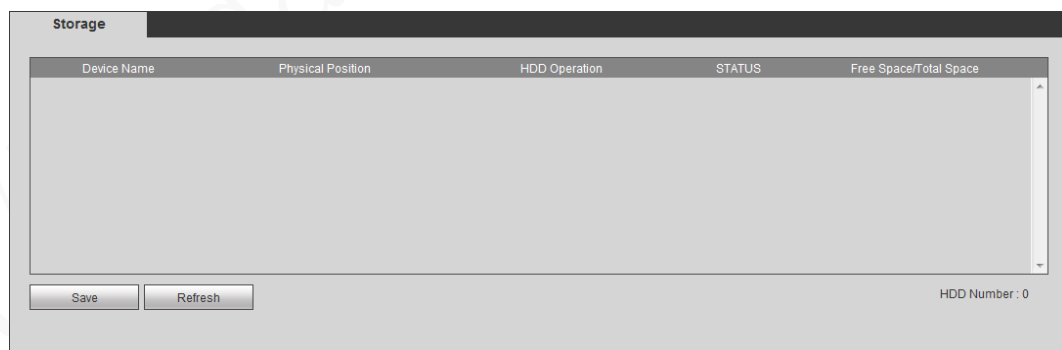 Storage
Device Name Physical Position HDD Operation STATUS Free Space/Total Space
Save Refresh HDD Number : 0